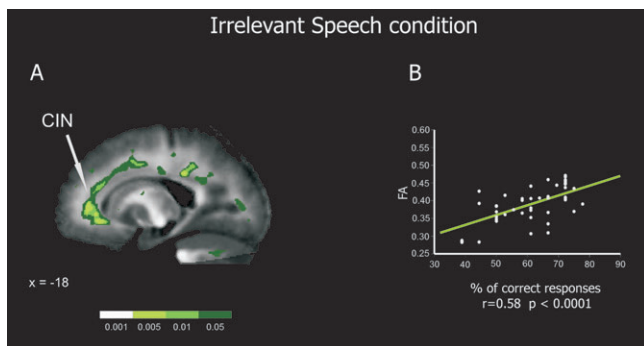 Irrelevant Speech condition
A
CIN
x = -18
0.001 0.005 0.01 0.05
B
FA
0.60
0.55
0.50
0.45
0.40
0.35
0.30
0.25
30 40 50 60 70 80 90
% of correct responses
r=0.58 p < 0.0001